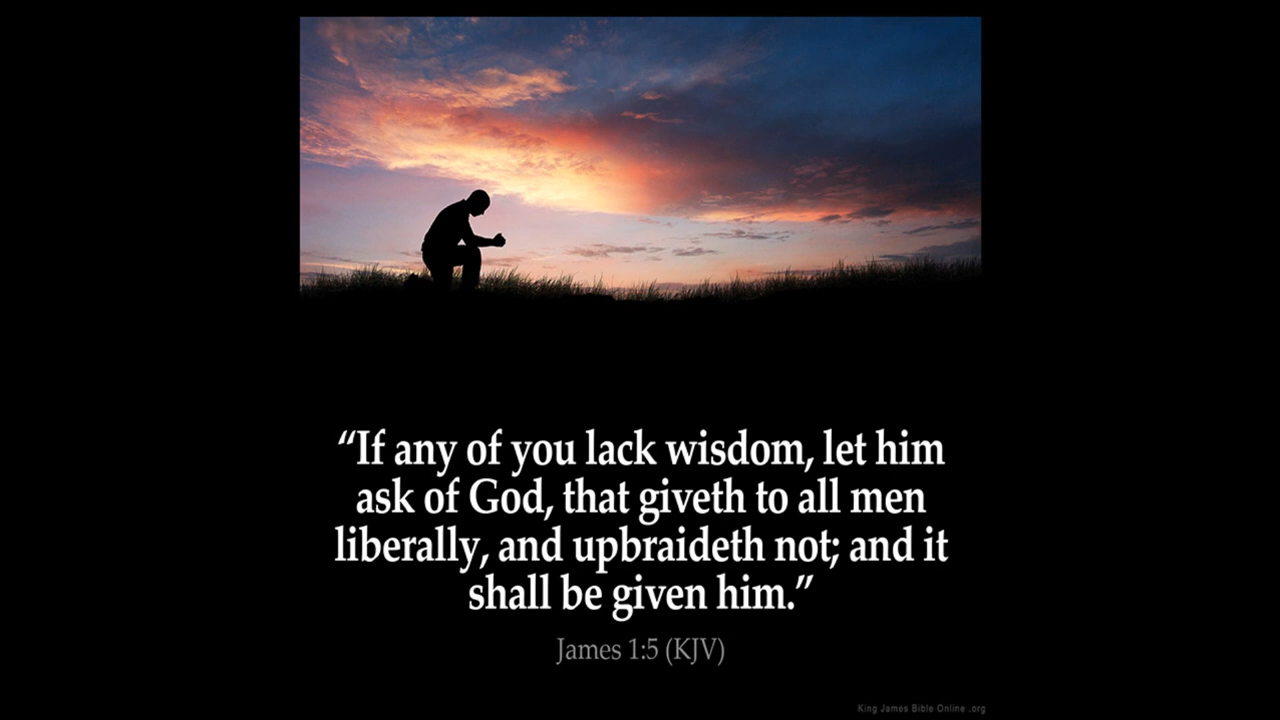 “If any of you lack wisdom, let him
ask of God, that giveth to all men
liberally, and upbraideth not; and it
shall be given him.”
James 1:5 (KJV)
King James Bible Online .org